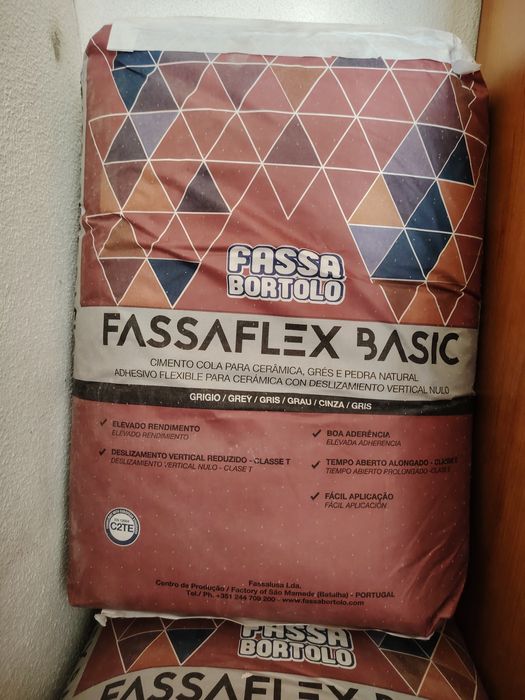 FASSA
BORTOLO
FASSAFLEX BASIC
CIMENTO COLA PARA CERÂMICA, GRÉS E PEDRA NATURAL
ADHESIVO FLEXIBLE PARA CERÁMICA CON DESLIZAMIENTO VERTICAL NULO
GRIGIO / GREY / GRIS / GRAU / CINZA / GRIS
ELEVADO RENDIMENTO
ELEVADO RENDIMIENTO
DESLIZAMENTO VERTICAL REDUZIDO - CLASSE T
DESLIZAMIENTO VERTICAL NULO - CLASE T
BOA ADERÊNCIA
ELEVADA ADHERENCIA
TEMPO ABERTO ALONGADO - CLASSE E
TIEMPO ABIERTO PROLONGADO - CLASE E
FÁCIL APLICAÇÃO
FÁCIL APLICACIÓN
EN 12004
C2TE
Fassalusa Lda.
Centro de Produção / Factory of São Mamede (Batalha) - PORTUGAL
Tel./ Ph. +351 244 709 200 - www.fassabortolo.com
FASSA
BORTOLO
FASSAFLEX BASIC